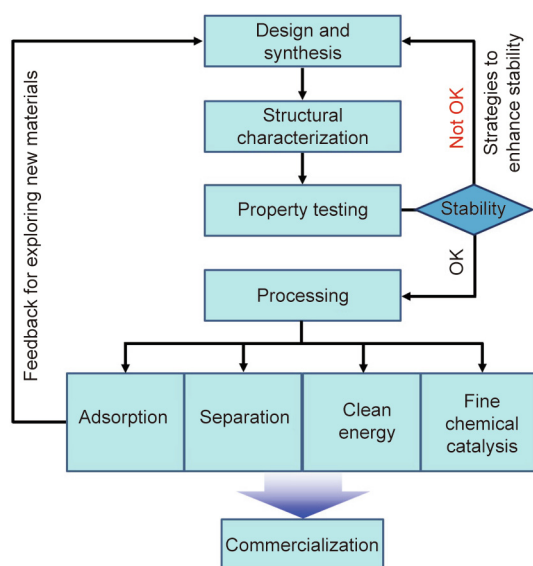 Design and
synthesis
Structural
characterization
Property testing
Stability
Not OK
Strategies to
enhance stability
OK
Processing
Feedback for exploring new materials
Adsorption
Separation
Clean
energy
Fine
chemical
catalysis
Commercialization